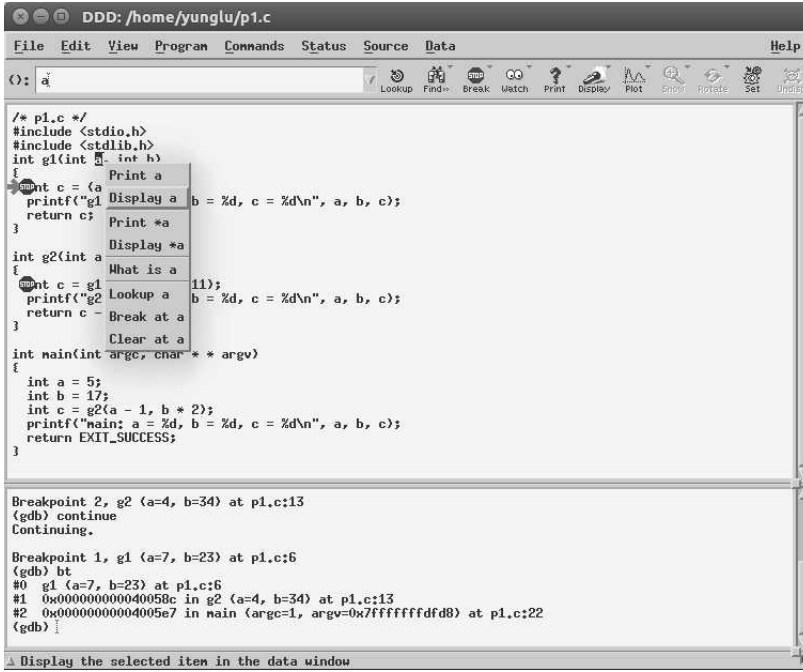 DDD: /home/yunglu/p1.c
File Edit View Program Commands Status Source Data Help
(): a
Lookup Find» Break Watch Print Display Plot Show Rotate Set Undisp
/* p1.c */
#include <stdio.h>
#include <stdlib.h>
int g1(int a, int b)
{
int c = (a
printf("g1 b = %d, c = %d\n", a, b, c);
return c;
}
int g2(int a
{
int c = g1 11);
printf("g2 b = %d, c = %d\n", a, b, c);
return c -
}
int main(int argc, char * * argv)
{
int a = 5;
int b = 17;
int c = g2(a - 1, b * 2);
printf("main: a = %d, b = %d, c = %d\n", a, b, c);
return EXIT_SUCCESS;
}
Print a
Display a
Print *a
Display *a
What is a
Lookup a
Break at a
Clear at a
Breakpoint 2, g2 (a=4, b=34) at p1.c:13
(gdb) continue
Continuing.
Breakpoint 1, g1 (a=7, b=23) at p1.c:6
(gdb) bt
#0 g1 (a=7, b=23) at p1.c:6
#1 0x000000000040058c in g2 (a=4, b=34) at p1.c:13
#2 0x00000000004005e7 in main (argc=1, argv=0x7fffffffdfd8) at p1.c:22
(gdb)
Display the selected item in the data window